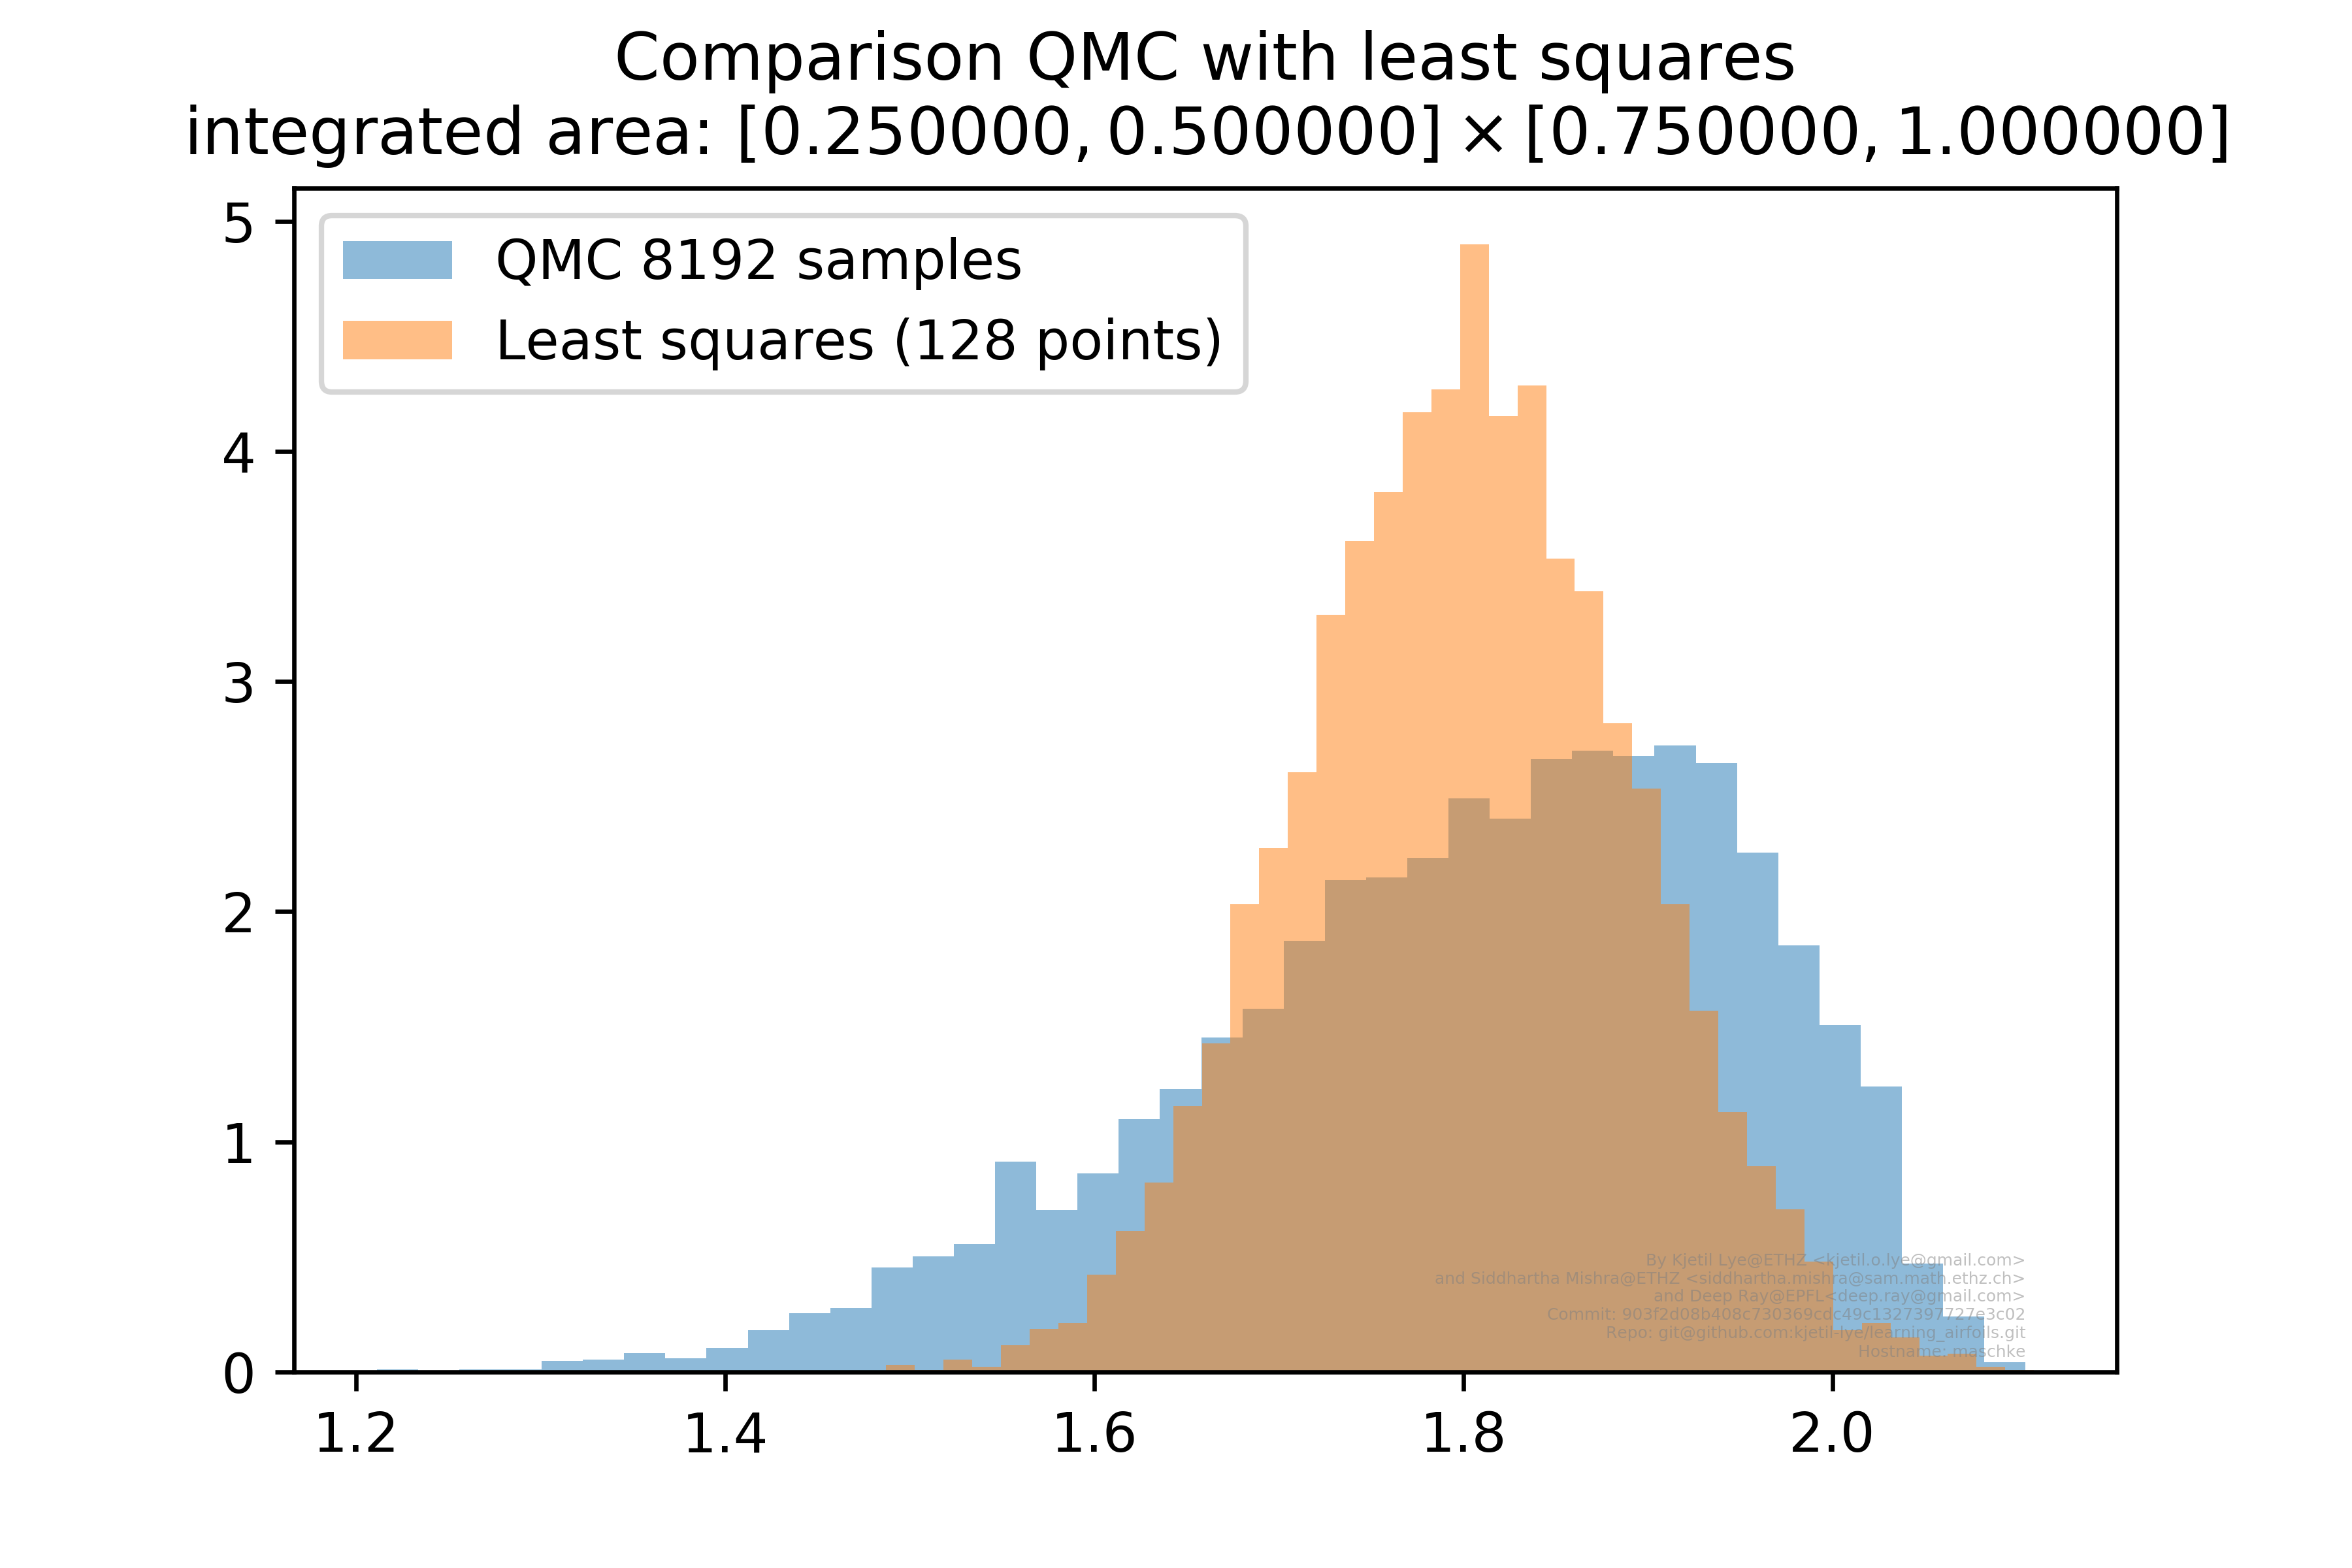 Comparison QMC with least squares
integrated area: [0.250000, 0.500000] × [0.750000, 1.000000]
QMC 8192 samples
Least squares (128 points)
5
4
3
2
1
0
1.2 1.4 1.6 1.8 2.0
By Kjetil Lye@ETHZ <kjetil.o.lye@gmail.com>
and Siddhartha Mishra@ETHZ <siddhartha.mishra@sam.math.ethz.ch>
and Deep Ray@EPFL<deep.ray@gmail.com>
Commit: 903f2d08b408c730369cdc49c1327397727e3c02
Repo: git@github.com:kjetil-lye/learning_airfoils.git
Hostname: maschke